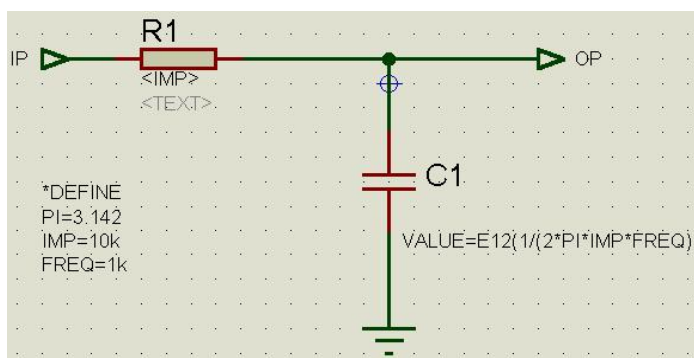 R1
IP
OP
<IMP>
<TEXT>
C1
*DEFINE
PI=3.142
IMP=10k
FREQ=1k
VALUE=E12(1/(2*PI*IMP*FREQ)